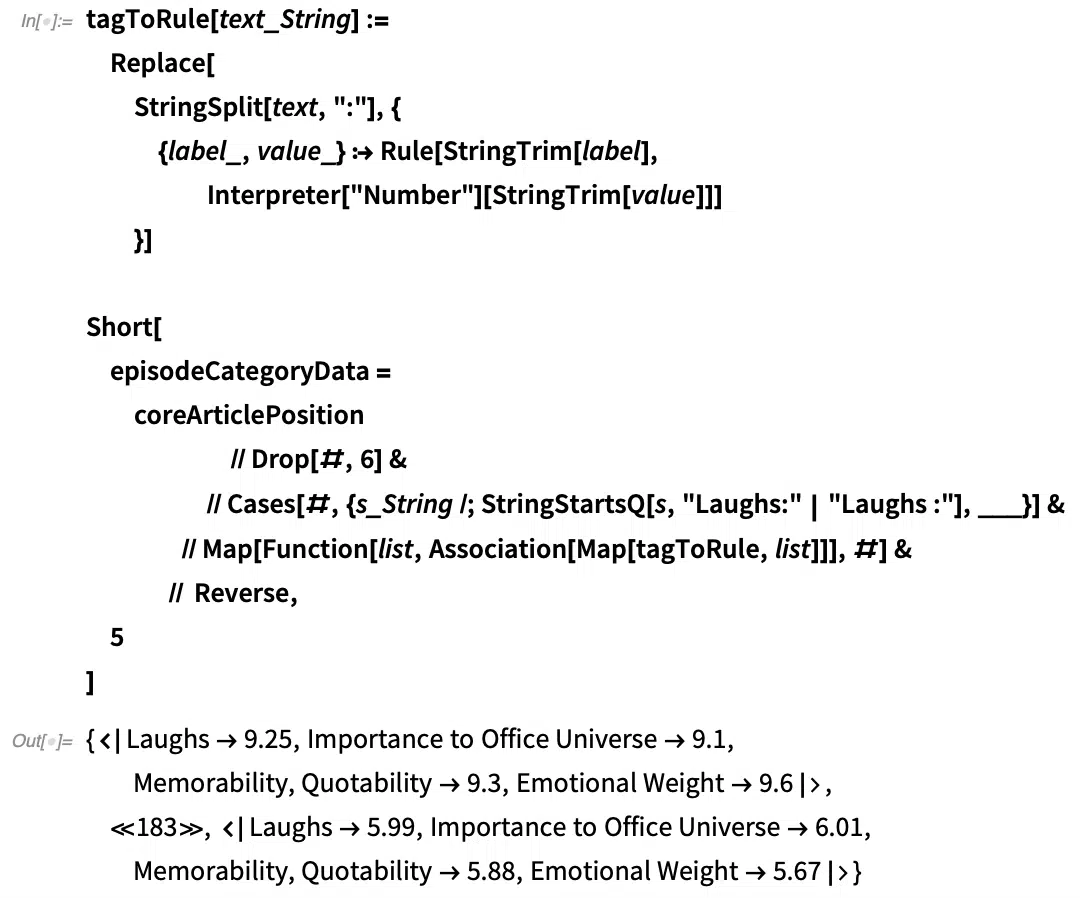 In[•]:= tagToRule[text_String] :=
Replace[
StringSplit[text, ":"], {
{label_, value_} :→ Rule[StringTrim[label],
Interpreter["Number"][StringTrim[value]]]
}]
Short[
episodeCategoryData =
coreArticlePosition
// Drop[#, 6] &
// Cases[#, {s_String /; StringStartsQ[s, "Laughs:" | "Laughs :"], ___}] &
// Map[Function[list, Association[Map[tagToRule, list]]], #] &
// Reverse,
5
]
Out[•]= {<|Laughs → 9.25, Importance to Office Universe → 9.1,
Memorability, Quotability → 9.3, Emotional Weight → 9.6|>,
≪183≫, <|Laughs → 5.99, Importance to Office Universe → 6.01,
Memorability, Quotability → 5.88, Emotional Weight → 5.67|>}